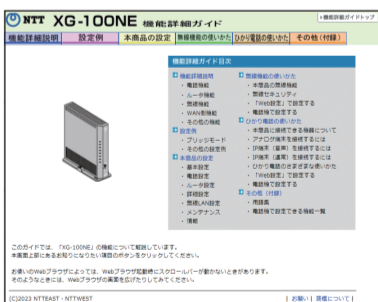 NTT XG-100NE 機能詳細ガイド
▸機能詳細ガイドトップ
機能詳細説明 設定例 本商品の設定 無線機能の使いかた ひかり電話の使いかた その他(付録)
機能詳細ガイド目次
機能詳細説明
・電話機能
・ルータ機能
・無線機能
・WAN側機能
・その他の機能
設定例
・ブリッジモード
・その他の設定例
本商品の設定
・基本設定
・電話設定
・ルータ設定
・詳細設定
・無線LAN設定
・メンテナンス
・情報
無線機能の使いかた
・本商品の無線機能
・無線セキュリティ
・「Web設定」で設定する
・電話機で設定する
ひかり電話の使いかた
・本商品に接続できる機器について
・アナログ端末を接続するには
・IP端末(音声)を接続するには
・IP端末(通常)を接続するには
・ひかり電話のさまざまな使いかた
・「Web設定」で設定する
・電話機で設定する
その他(付録)
・用語集
・電話機で設定できる機能一覧
このガイドでは、「XG-100NE」の機能について解説しています。
本画面上部にあるお知りになりたい項目のボタンをクリックしてください。
お使いのWebブラウザによっては、Webブラウザ起動時にスクロールバーが動かないときがあります。
そのようなときには、Webブラウザの画面を広げたりしてみてください。
(C)2023 NTTEAST・NTTWEST
| お願い | 商標について |